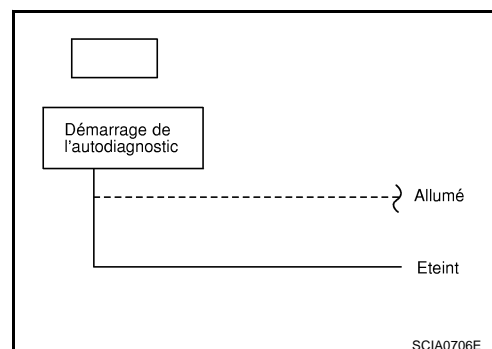 Démarrage de
l'autodiagnostic
Allumé
Eteint
SCIA0706E